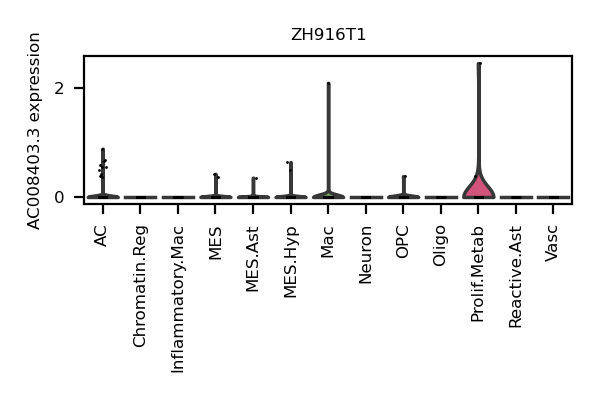 ZH916T1
AC008403.3 expression
2
0
AC
Chromatin.Reg
Inflammatory.Mac
MES
MES.Ast
MES.Hyp
Mac
Neuron
OPC
Oligo
Prolif.Metab
Reactive.Ast
Vasc